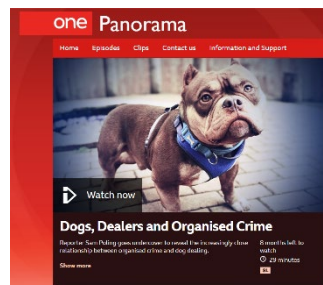 one Panorama
Home Episodes Clips Contact us Information and Support
Watch now
Dogs, Dealers and Organised Crime
Reporter Sam Poling goes undercover to reveal the increasingly close
relationship between organised crime and dog dealing.
Show more
8 months left to
watch
29 minutes
SL